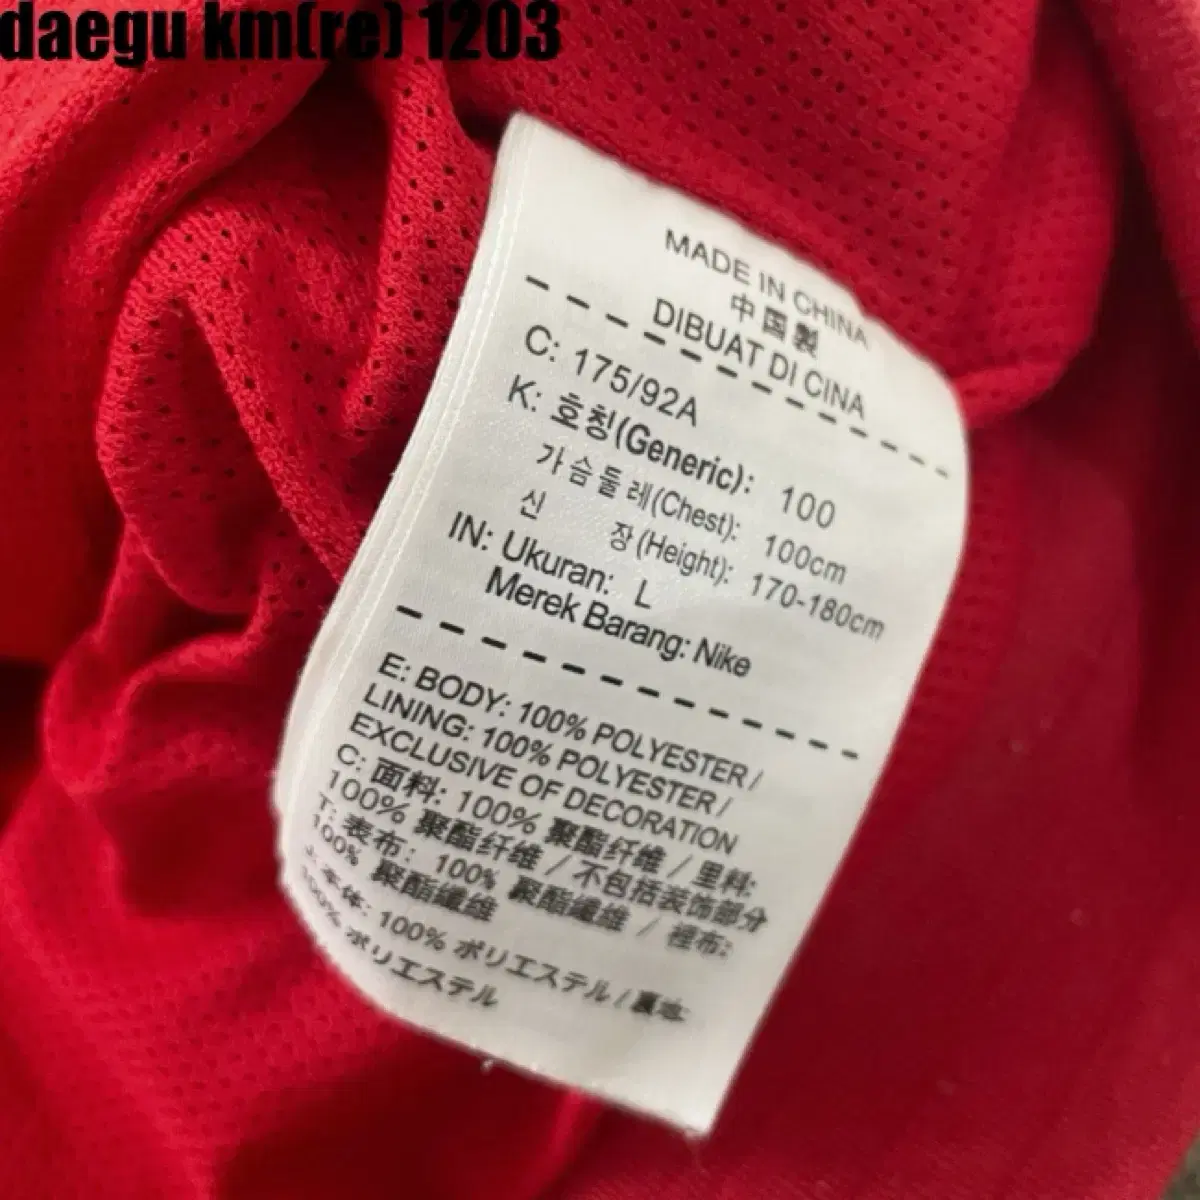 daegu km(re) 1203
MADE IN CHINA
中国製
DIBUAT DI CINA
C: 175/92A
K: 호칭(Generic): 100
가슴둘레(Chest): 100cm
신 장(Height): 170-180cm
IN: Ukuran: L
Merek Barang: Nike
E: BODY: 100% POLYESTER /
LINING: 100% POLYESTER /
EXCLUSIVE OF DECORATION
C: 面料: 100% 聚酯纤维 / 里料:
100% 聚酯纤维 / 不包括装饰部分
T: 表布: 100% 聚酯纖維 / 裡布:
100% 聚酯纖維
本体: 100% ポリエステル / 裏地:
100% ポリエステル